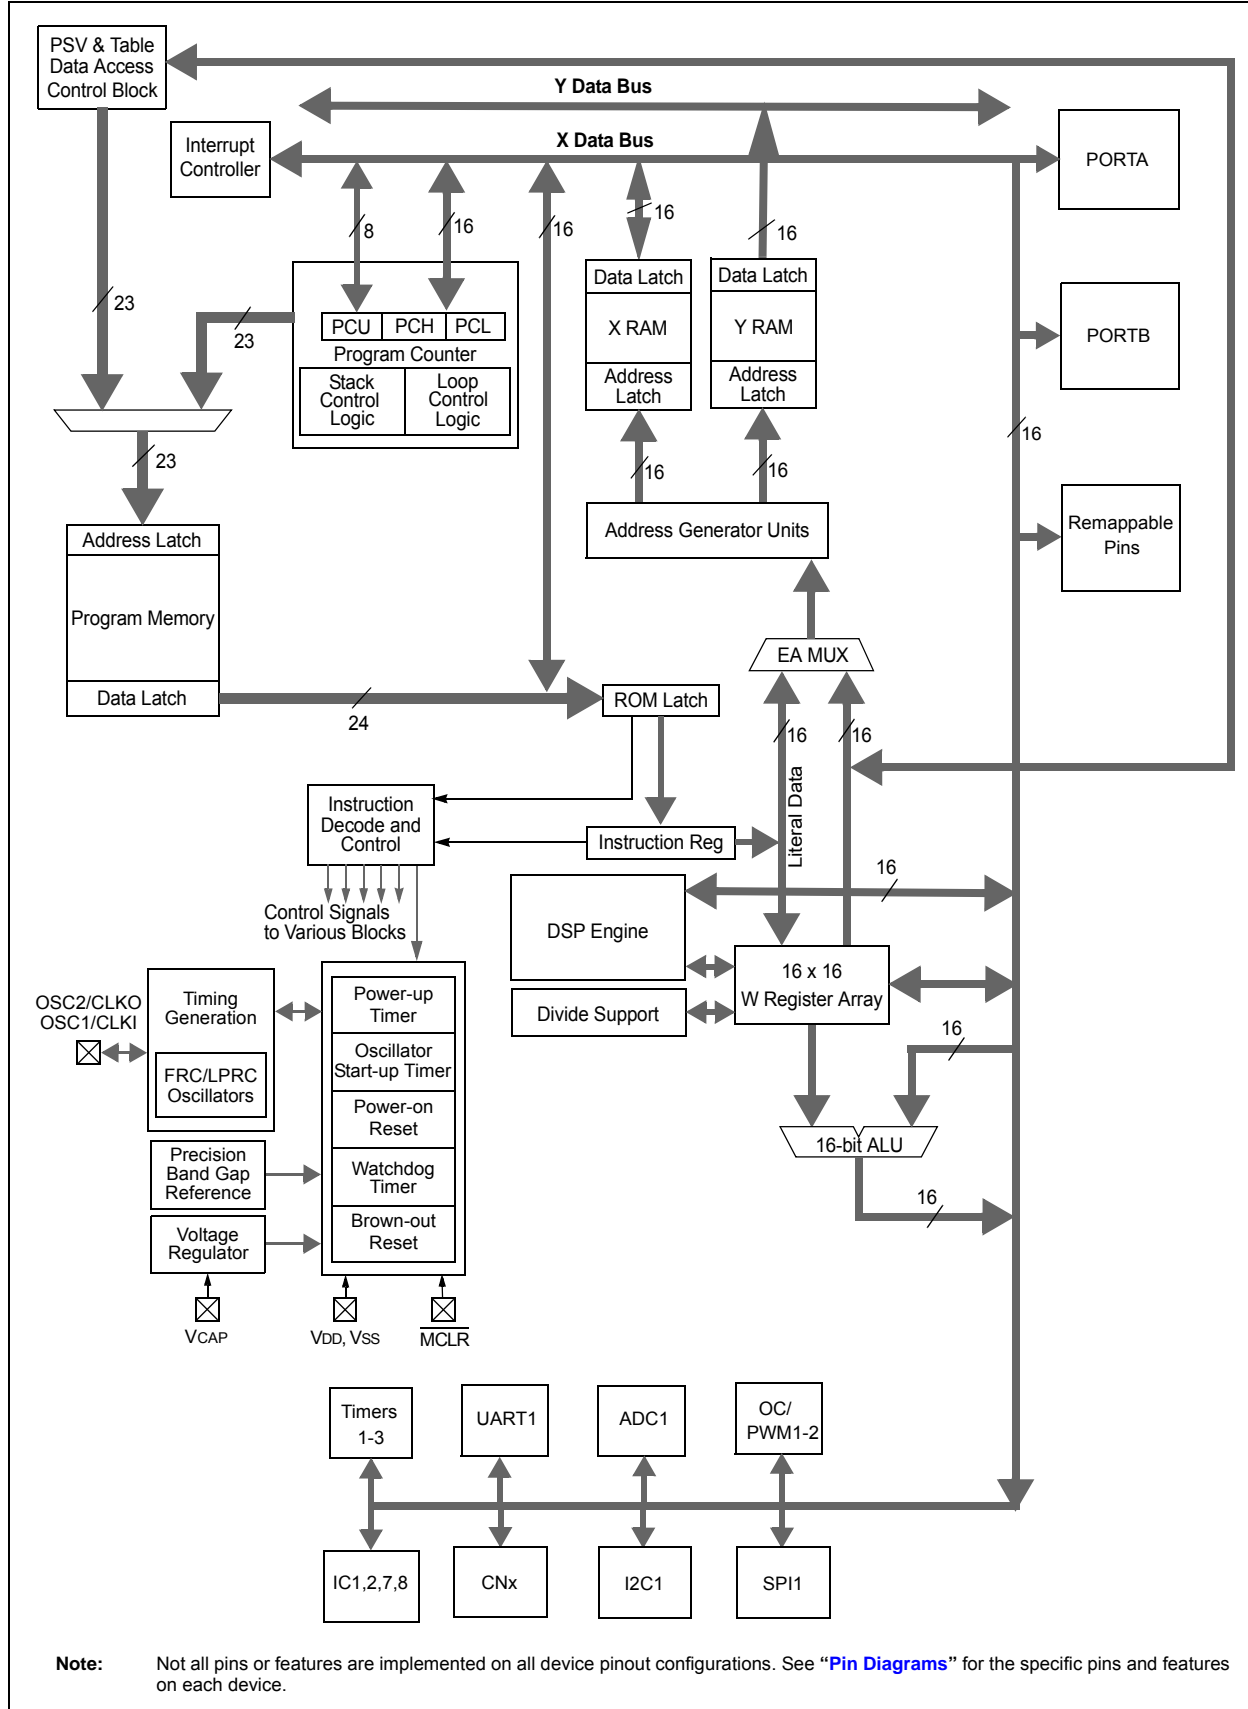 PSV & Table
Data Access
Control Block
Y Data Bus
X Data Bus
Interrupt
Controller
PORTA
8
16
16
16
16
23
23
Data Latch
X RAM
Address
Latch
Data Latch
Y RAM
Address
Latch
PCU
PCH
PCL
Program Counter
Stack
Control
Logic
Loop
Control
Logic
PORTB
16
23
16
16
Address Generator Units
Remappable
Pins
Address Latch
Program Memory
Data Latch
24
EA MUX
ROM Latch
16
16
Literal Data
Instruction
Decode and
Control
Instruction Reg
Control Signals
to Various Blocks
16
DSP Engine
16 x 16
W Register Array
Divide Support
OSC2/CLKO
OSC1/CLKI
Timing
Generation
FRC/LPRC
Oscillators
Power-up
Timer
Oscillator
Start-up Timer
Power-on
Reset
Watchdog
Timer
Brown-out
Reset
16
16-bit ALU
16
Precision
Band Gap
Reference
Voltage
Regulator
VCAP
VDD, VSS
MCLR
Timers
1-3
UART1
ADC1
OC/
PWM1-2
IC1,2,7,8
CNx
I2C1
SPI1
Note: Not all pins or features are implemented on all device pinout configurations. See “Pin Diagrams” for the specific pins and features
on each device.